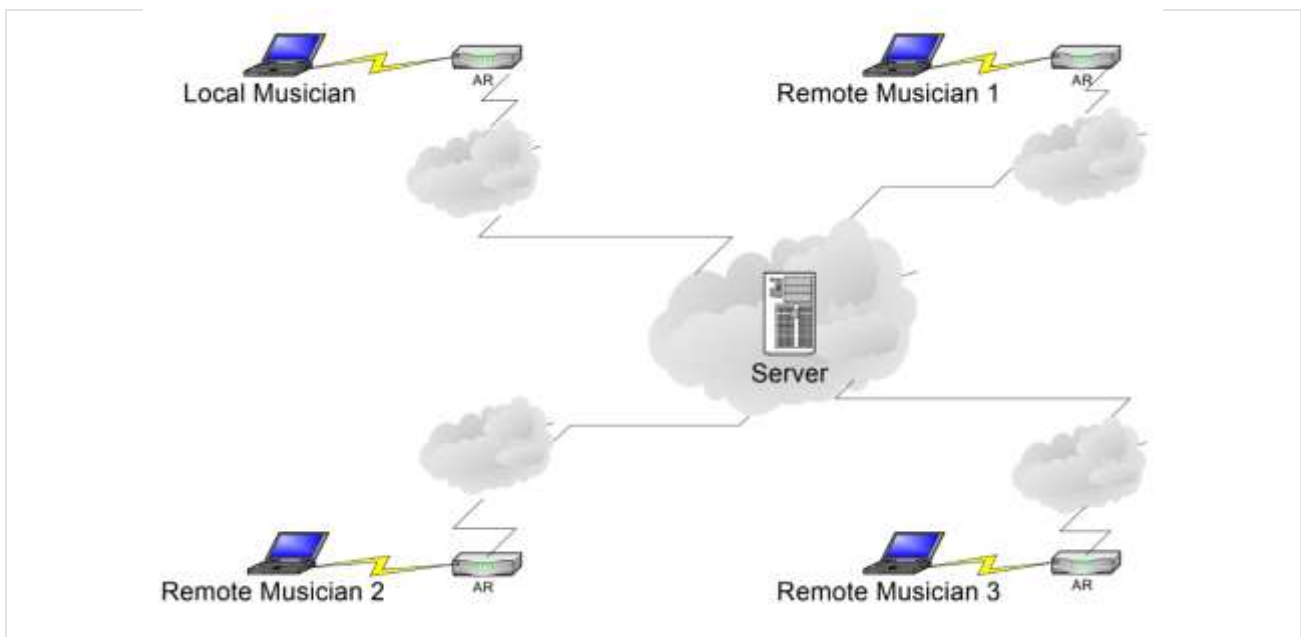 AR
AR
Local Musician
Remote Musician 1
Server
Remote Musician 2
AR
Remote Musician 3
AR